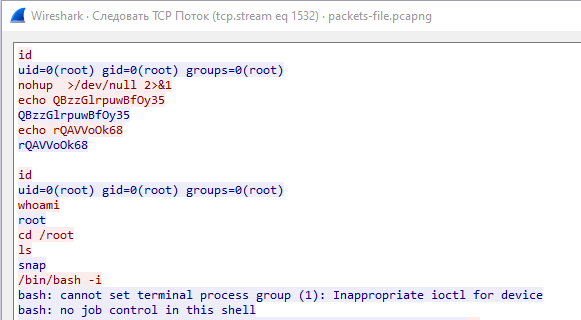 Wireshark · Следовать TCP Поток (tcp.stream eq 1532) · packets-file.pcapng
id
uid=0(root) gid=0(root) groups=0(root)
nohup  >/dev/null 2>&1
echo QBzzGlrpuwBfOy35
QBzzGlrpuwBfOy35
echo rQAVVoOk68
rQAVVoOk68
id
uid=0(root) gid=0(root) groups=0(root)
whoami
root
cd /root
ls
snap
/bin/bash -i
bash: cannot set terminal process group (1): Inappropriate ioctl for device
bash: no job control in this shell